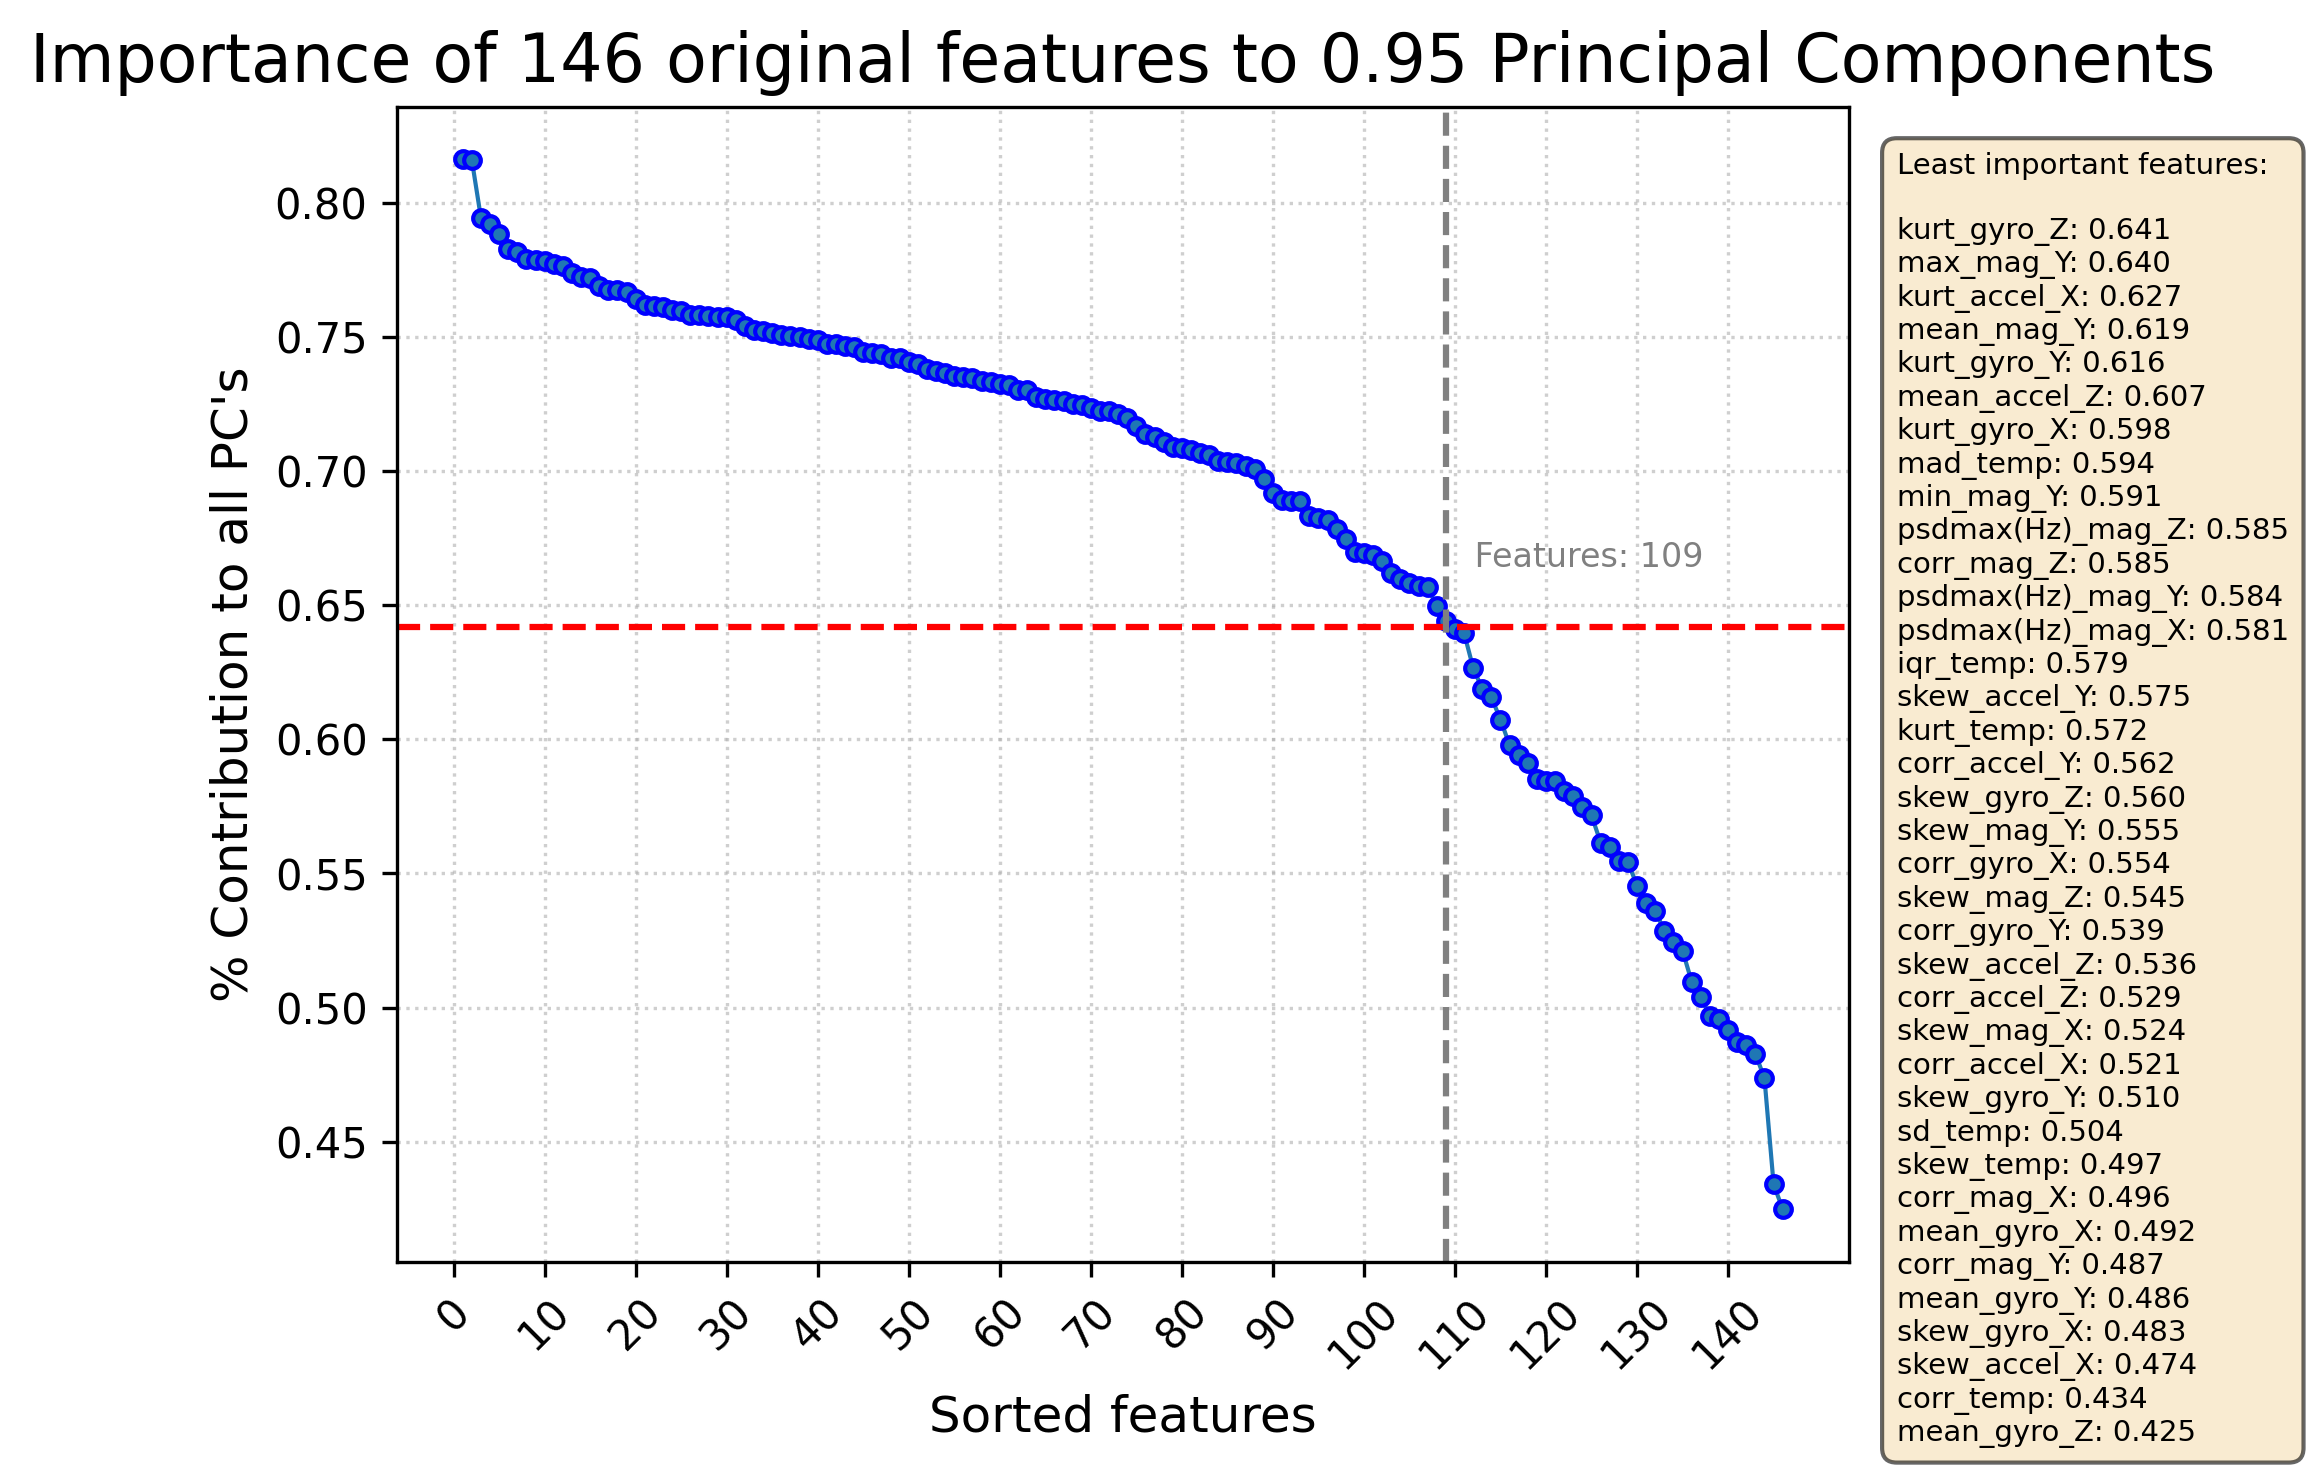 Importance of 146 original features to 0.95 Principal Components
% Contribution to all PC's
0.80
0.75
0.70
0.65
0.60
0.55
0.50
0.45
Features: 109
0
10
20
30
40
50
60
70
80
90
100
110
120
130
140
Sorted features
Least important features:
kurt_gyro_Z: 0.641
max_mag_Y: 0.640
kurt_accel_X: 0.627
mean_mag_Y: 0.619
kurt_gyro_Y: 0.616
mean_accel_Z: 0.607
kurt_gyro_X: 0.598
mad_temp: 0.594
min_mag_Y: 0.591
psdmax(Hz)_mag_Z: 0.585
corr_mag_Z: 0.585
psdmax(Hz)_mag_Y: 0.584
psdmax(Hz)_mag_X: 0.581
iqr_temp: 0.579
skew_accel_Y: 0.575
kurt_temp: 0.572
corr_accel_Y: 0.562
skew_gyro_Z: 0.560
skew_mag_Y: 0.555
corr_gyro_X: 0.554
skew_mag_Z: 0.545
corr_gyro_Y: 0.539
skew_accel_Z: 0.536
corr_accel_Z: 0.529
skew_mag_X: 0.524
corr_accel_X: 0.521
skew_gyro_Y: 0.510
sd_temp: 0.504
skew_temp: 0.497
corr_mag_X: 0.496
mean_gyro_X: 0.492
corr_mag_Y: 0.487
mean_gyro_Y: 0.486
skew_gyro_X: 0.483
skew_accel_X: 0.474
corr_temp: 0.434
mean_gyro_Z: 0.425